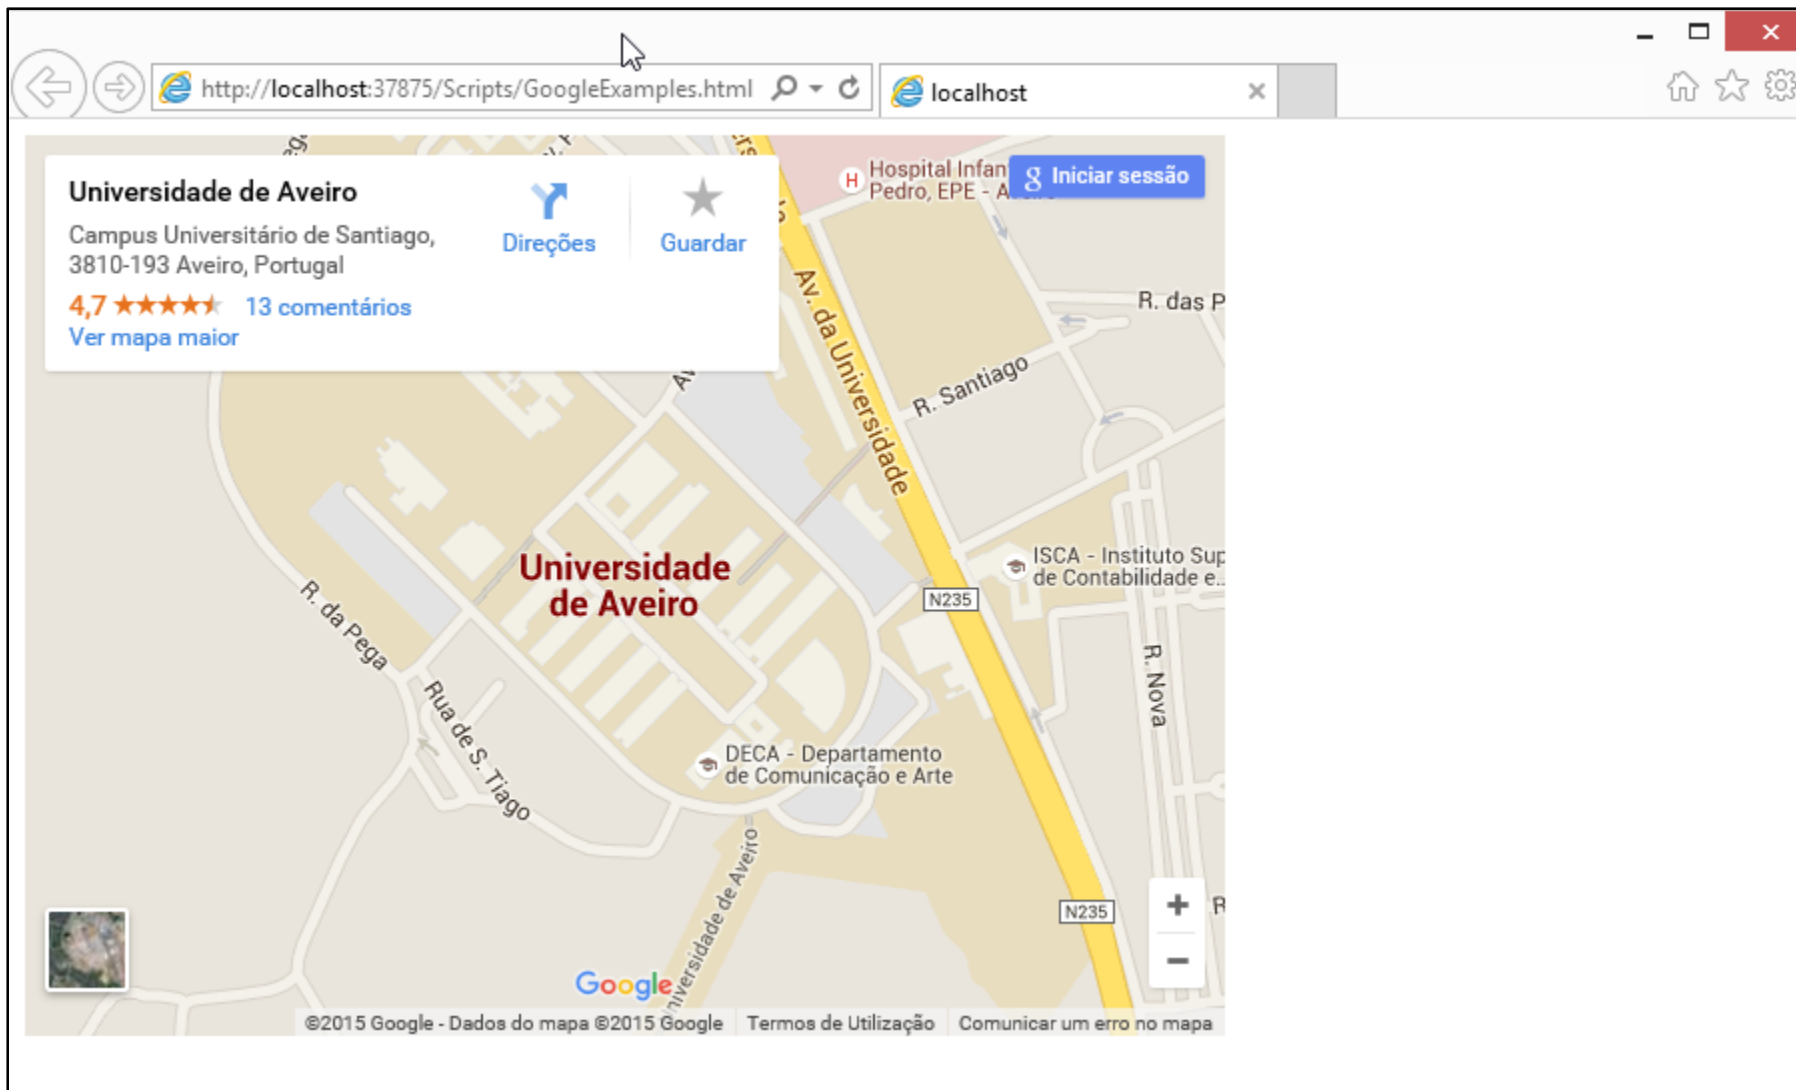 http://localhost:37875/Scripts/GoogleExamples.html
localhost
Universidade de Aveiro
Campus Universitário de Santiago,
3810-193 Aveiro, Portugal
4,7
13 comentários
Ver mapa maior
Direções
Guardar
Hospital Infan
Pedro, EPE - A
g Iniciar sessão
Av. da Universidade
R. das P
R. Santiago
Universidade
de Aveiro
ISCA - Instituto Sup
de Contabilidade e...
N235
R. da Pega
Rua de S. Tiago
R. Nova
DECA - Departamento
de Comunicação e Arte
Universidade de Aveiro
N235
+
R
−
Google
©2015 Google - Dados do mapa ©2015 Google
Termos de Utilização
Comunicar um erro no mapa